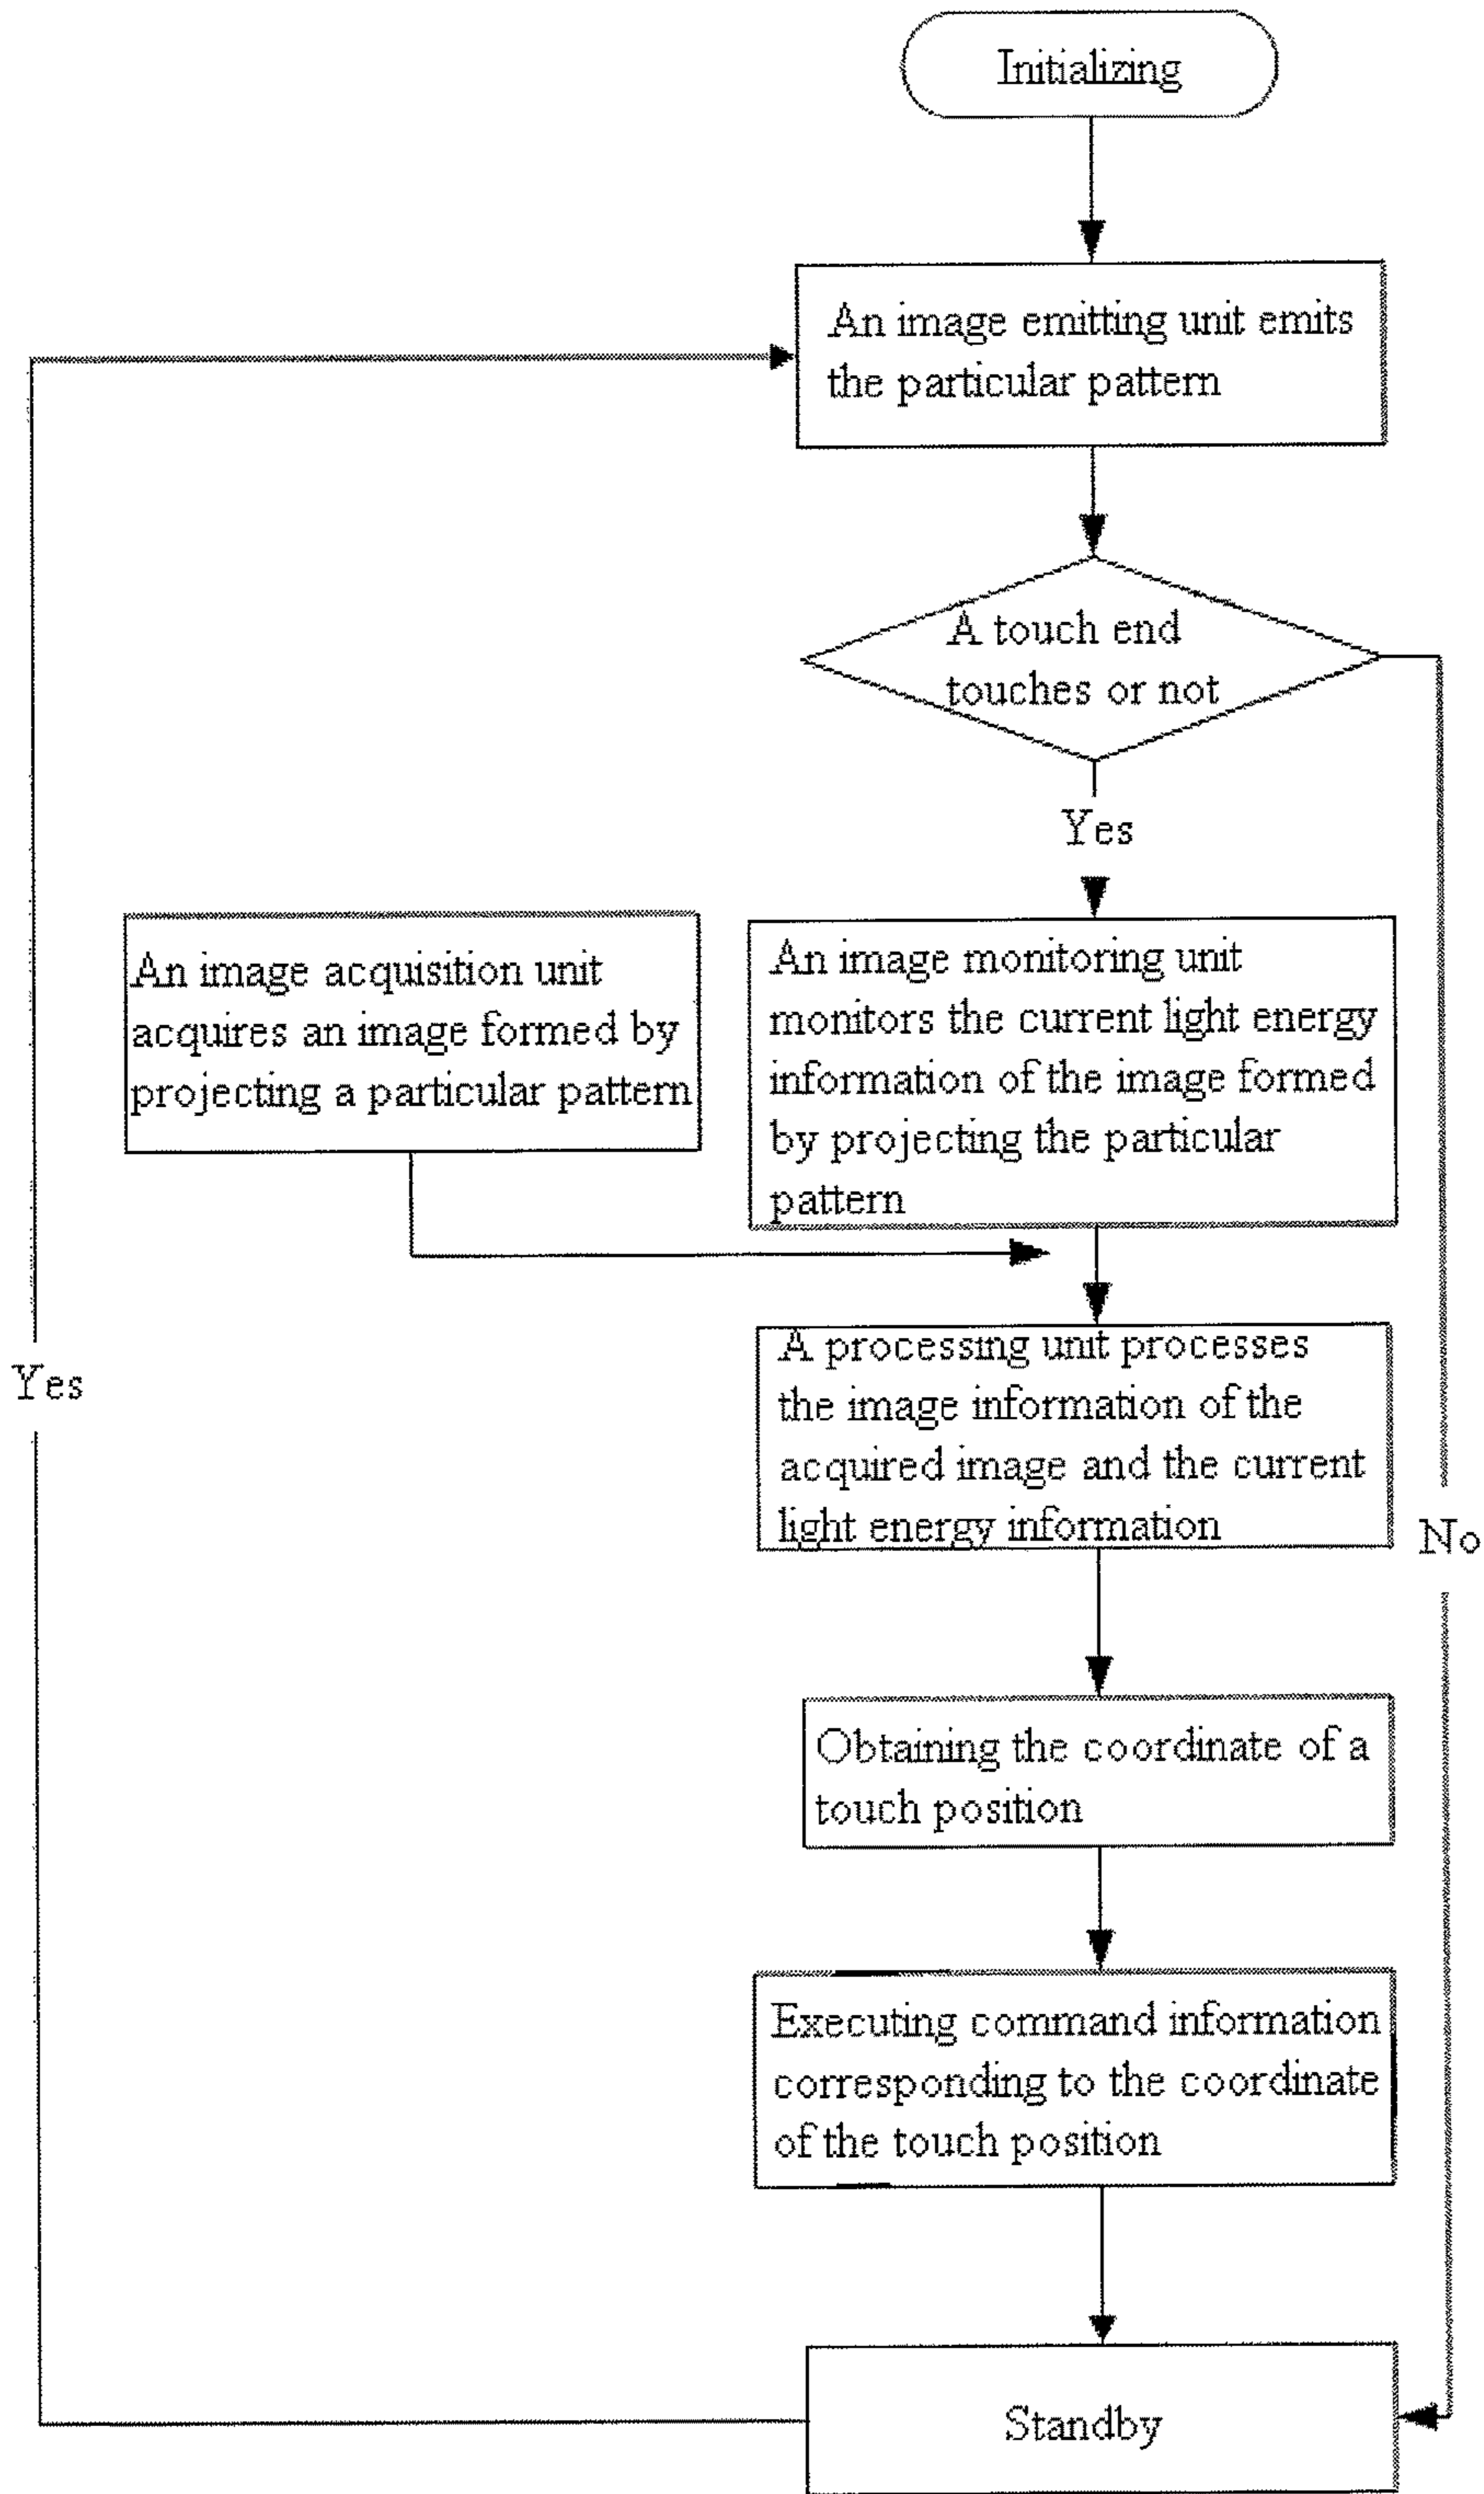 Initializing
An image emitting unit emits
the particular pattern
A touch end
touches or not
Yes
An image acquisition unit
acquires an image formed by
projecting a particular pattern
An image monitoring unit
monitors the current light energy
information of the image formed
by projecting the particular
pattern
A processing unit processes
the image information of the
acquired image and the current
light energy information
Yes
No
Obtaining the coordinate of a
touch position
Executing command information
corresponding to the coordinate
of the touch position
Standby